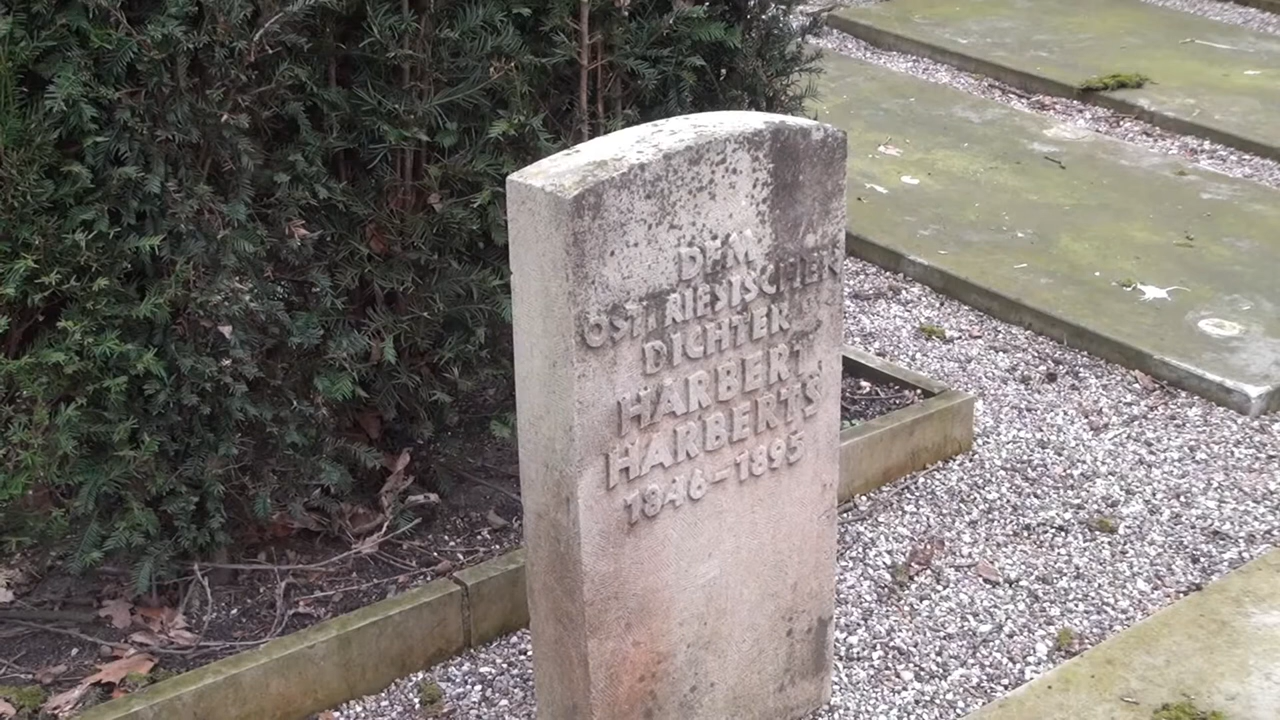 DEM
OSTFRIESISCHEN
DICHTER
HARBERT
HARBERTS
1846-1895